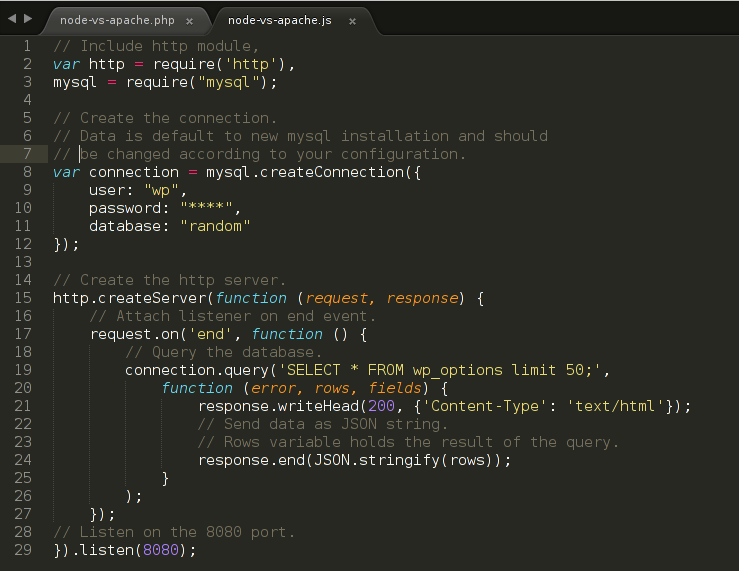 node-vs-apache.php × node-vs-apache.js ×
1 // Include http module,
2 var http = require('http'),
3 mysql = require("mysql");
4
5 // Create the connection.
6 // Data is default to new mysql installation and should
7 // be changed according to your configuration.
8 var connection = mysql.createConnection({
9     user: "wp",
10     password: "****",
11     database: "random"
12 });
13
14 // Create the http server.
15 http.createServer(function (request, response) {
16     // Attach listener on end event.
17     request.on('end', function () {
18         // Query the database.
19         connection.query('SELECT * FROM wp_options limit 50;',
20             function (error, rows, fields) {
21                 response.writeHead(200, {'Content-Type': 'text/html'});
22                 // Send data as JSON string.
23                 // Rows variable holds the result of the query.
24                 response.end(JSON.stringify(rows));
25             }
26         );
27     });
28 // Listen on the 8080 port.
29 }).listen(8080);